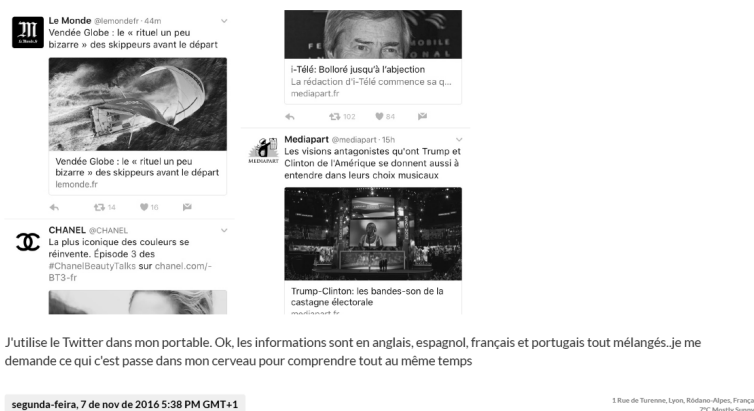 Le Monde @lemondefr · 44m
Vendée Globe : le « rituel un peu
bizarre » des skippeurs avant le départ
Vendée Globe : le « rituel un peu
bizarre » des skippeurs avant le départ
lemonde.fr
14 16
CHANEL @CHANEL
La plus iconique des couleurs se
réinvente. Épisode 3 des
#ChanelBeautyTalks sur chanel.com/-
BT3-fr
i-Télé: Bolloré jusqu'à l'abjection
La rédaction d'i-Télé commence sa q...
mediapart.fr
102 84
MEDIAPART
Mediapart @mediapart · 15h
Les visions antagonistes qu'ont Trump et
Clinton de l'Amérique se donnent aussi à
entendre dans leurs choix musicaux
Trump-Clinton: les bandes-son de la
castagne électorale
mediapart.fr
J'utilise le Twitter dans mon portable. Ok, les informations sont en anglais, espagnol, français et portugais tout mélangés..je me
demande ce qui c'est passe dans mon cerveau pour comprendre tout au même temps
segunda-feira, 7 de nov de 2016 5:38 PM GMT+1
1 Rue de Turenne, Lyon, Ródano-Alpes, França
7°C Mostly Sunny